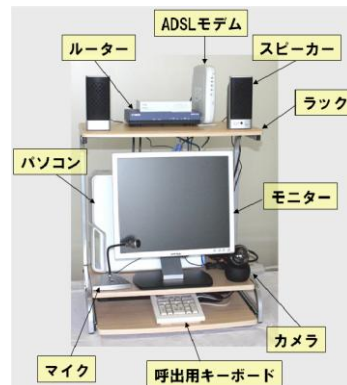 ADSLモデム
ルーター
スピーカー
ラック
パソコン
モニター
カメラ
マイク
呼出用キーボード